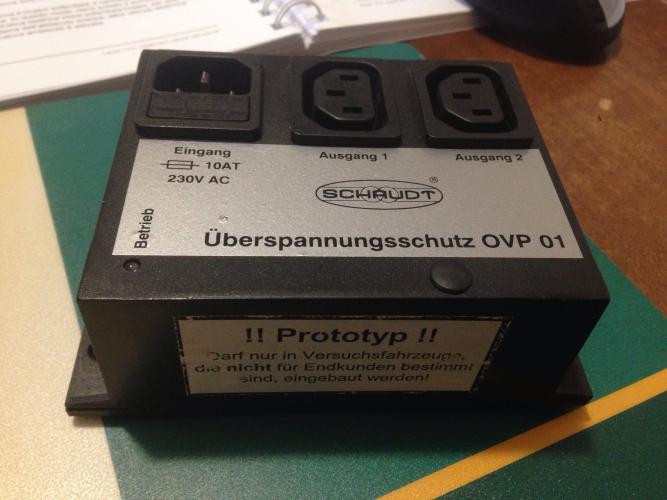 Eingang
10AT
230V AC
Ausgang 1
Ausgang 2
SCHAUDT ®
Betrieb
Überspannungsschutz OVP 01
!! Prototyp !!
Darf nur in Versuchsfahrzeuge,
die nicht für Endkunden bestimmt
sind, eingebaut werden!